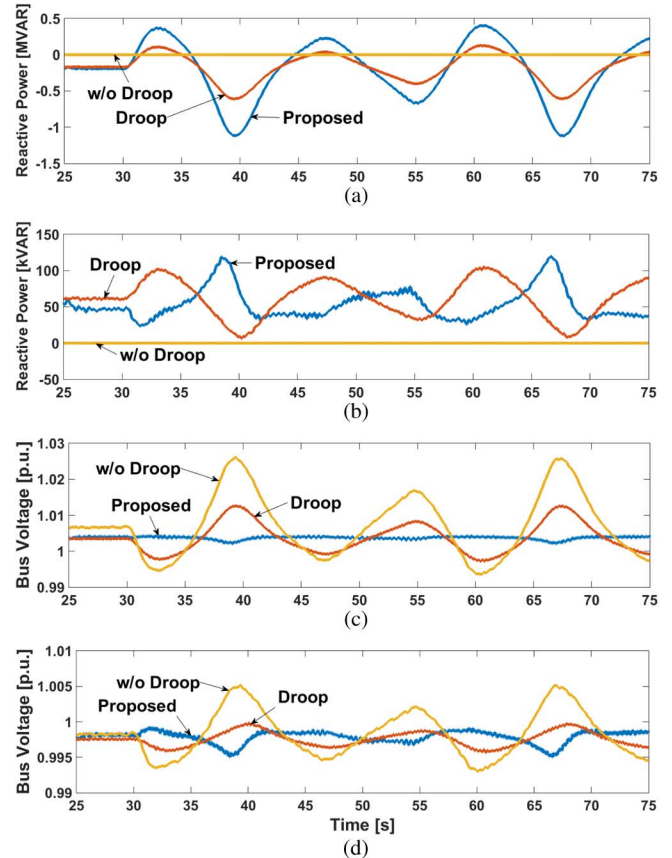 Reactive Power [MVAR]
0.5
0
-0.5
-1
-1.5
w/o Droop
Droop
Proposed
25 30 35 40 45 50 55 60 65 70 75
(a)
Reactive Power [kVAR]
150
100
50
0
-50
Droop
Proposed
w/o Droop
25 30 35 40 45 50 55 60 65 70 75
(b)
Bus Voltage [p.u.]
1.03
1.02
1.01
1
0.99
w/o Droop
Proposed
Droop
25 30 35 40 45 50 55 60 65 70 75
(c)
Bus Voltage [p.u.]
1.01
1.005
1
0.995
0.99
w/o Droop
Proposed
Droop
25 30 35 40 45 50 55 60 65 70 75
Time [s]
(d)